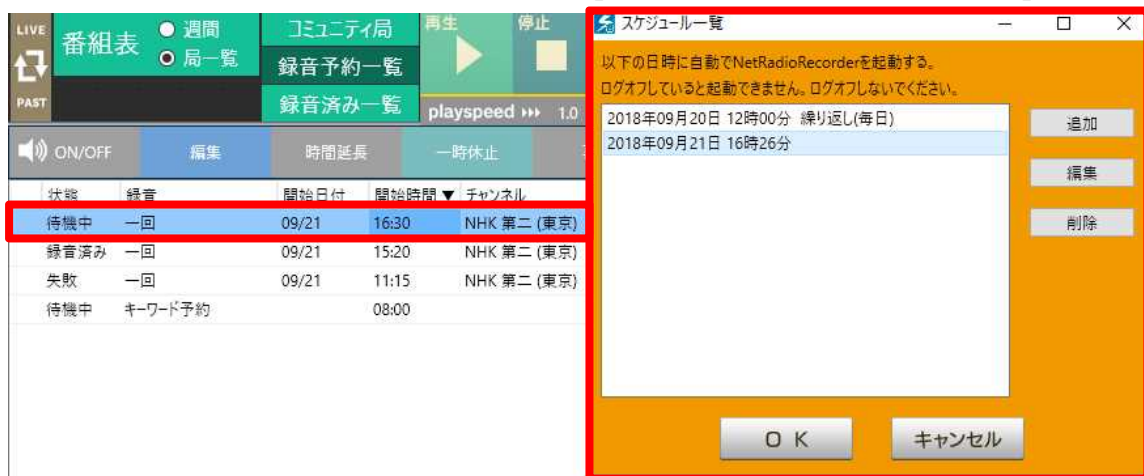 LIVE
PAST
番組表
週間
局一覧
コミュニティ局
録音予約一覧
録音済み一覧
再生
停止
playspeed 1.0
ON/OFF 編集 時間延長 一時休止
状態 録音 開始日付 開始時間▼ チャンネル
待機中 一回 09/21 16:30 NHK 第二 (東京)
録音済み 一回 09/21 15:20 NHK 第二 (東京)
失敗 一回 09/21 11:15 NHK 第二 (東京)
待機中 キーワード予約 08:00
スケジュール一覧
以下の日時に自動でNetRadioRecorderを起動する。
ログオフしていると起動できません。ログオフしないでください。
2018年09月20日 12時00分 繰り返し(毎日)
2018年09月21日 16時26分
追加
編集
削除
ＯＫ
キャンセル